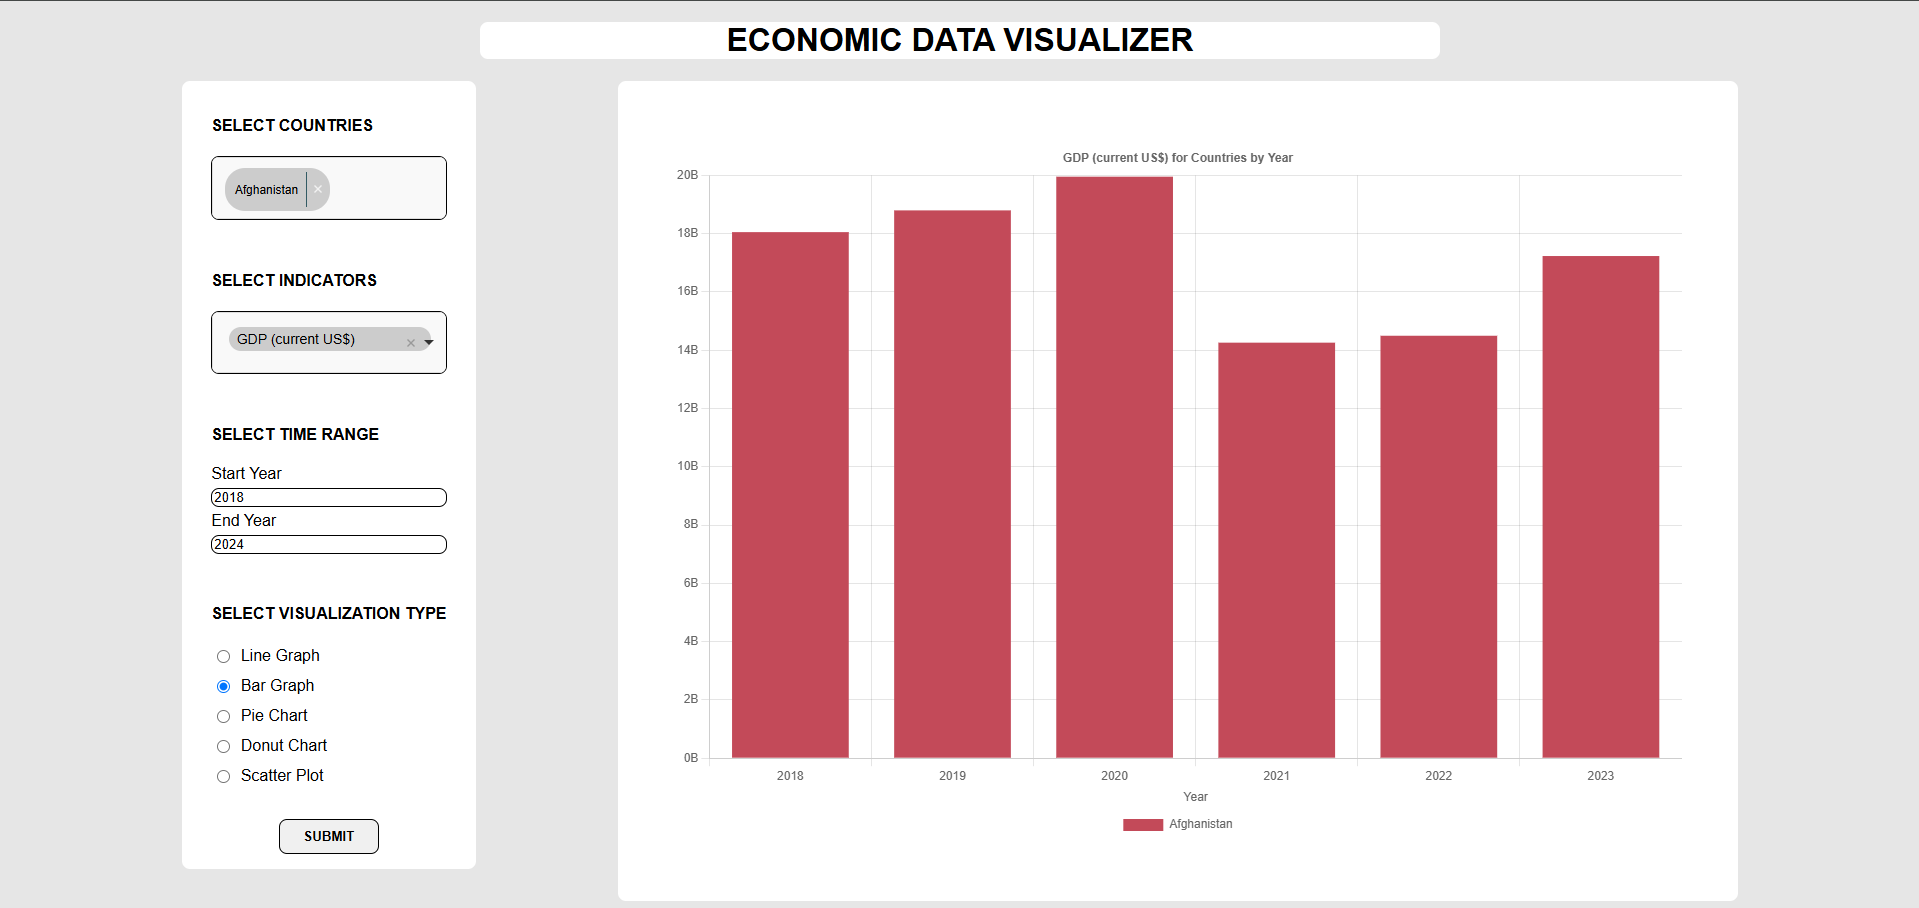 ECONOMIC DATA VISUALIZER
SELECT COUNTRIES
Afghanistan ×
SELECT INDICATORS
GDP (current US$) ×
SELECT TIME RANGE
Start Year
2018
End Year
2024
SELECT VISUALIZATION TYPE
Line Graph
Bar Graph
Pie Chart
Donut Chart
Scatter Plot
SUBMIT
GDP (current US$) for Countries by Year
20B
18B
16B
14B
12B
10B
8B
6B
4B
2B
0B
2018 2019 2020 2021 2022 2023
Year
Afghanistan